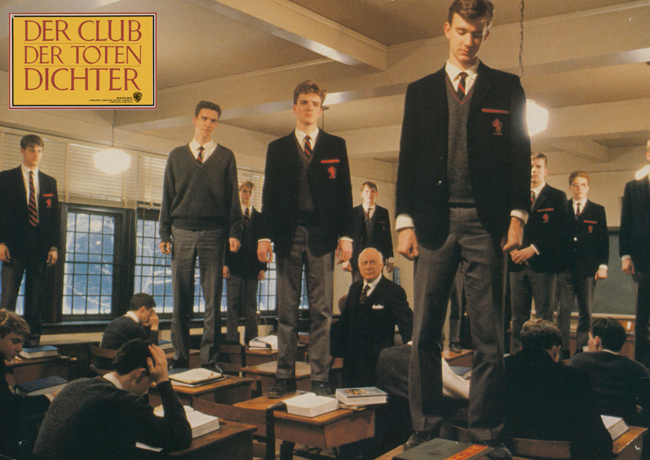 DER CLUB
DER TOTEN
DICHTER